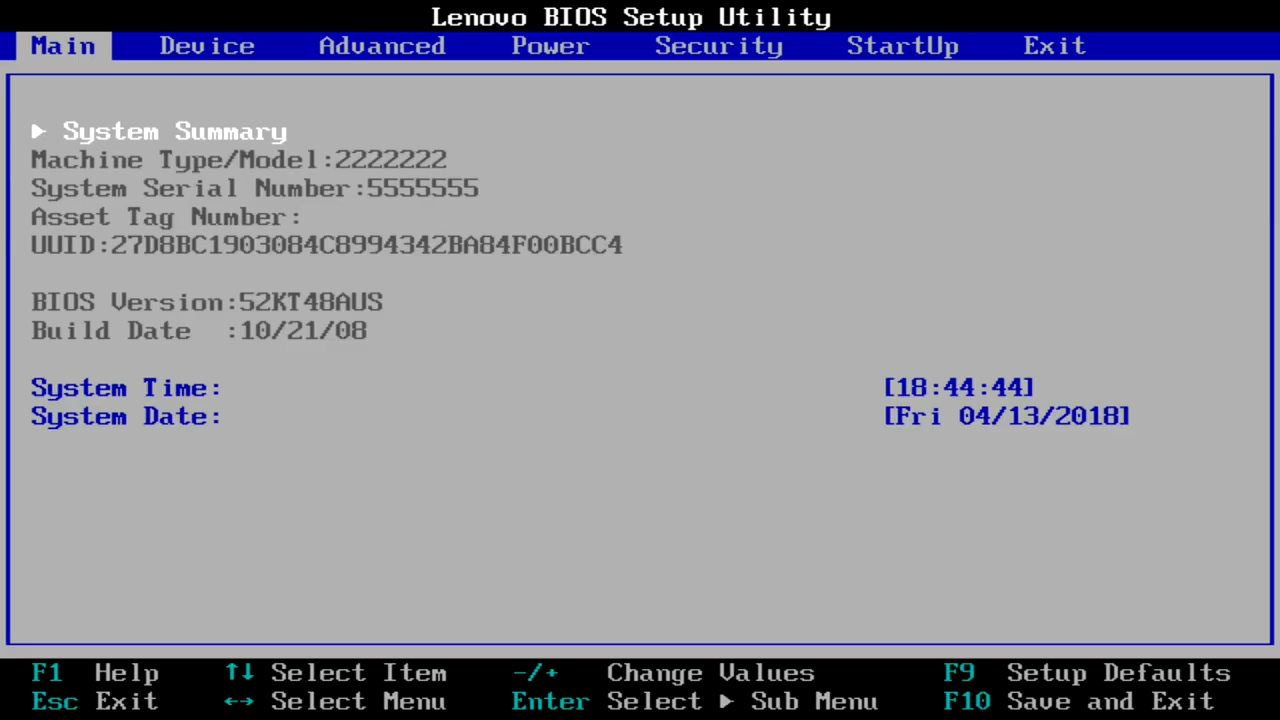 Lenovo BIOS Setup Utility
Main Device Advanced Power Security StartUp Exit
▶ System Summary
Machine Type/Model:2222222
System Serial Number:5555555
Asset Tag Number:
UUID:27D8BC1903084C8994342BA84F00BCC4
BIOS Version:52KT48AUS
Build Date :10/21/08
System Time: [18:44:44]
System Date: [Fri 04/13/2018]
F1 Help ↑↓ Select Item -/+ Change Values F9 Setup Defaults
Esc Exit ←→ Select Menu Enter Select ▶ Sub Menu F10 Save and Exit